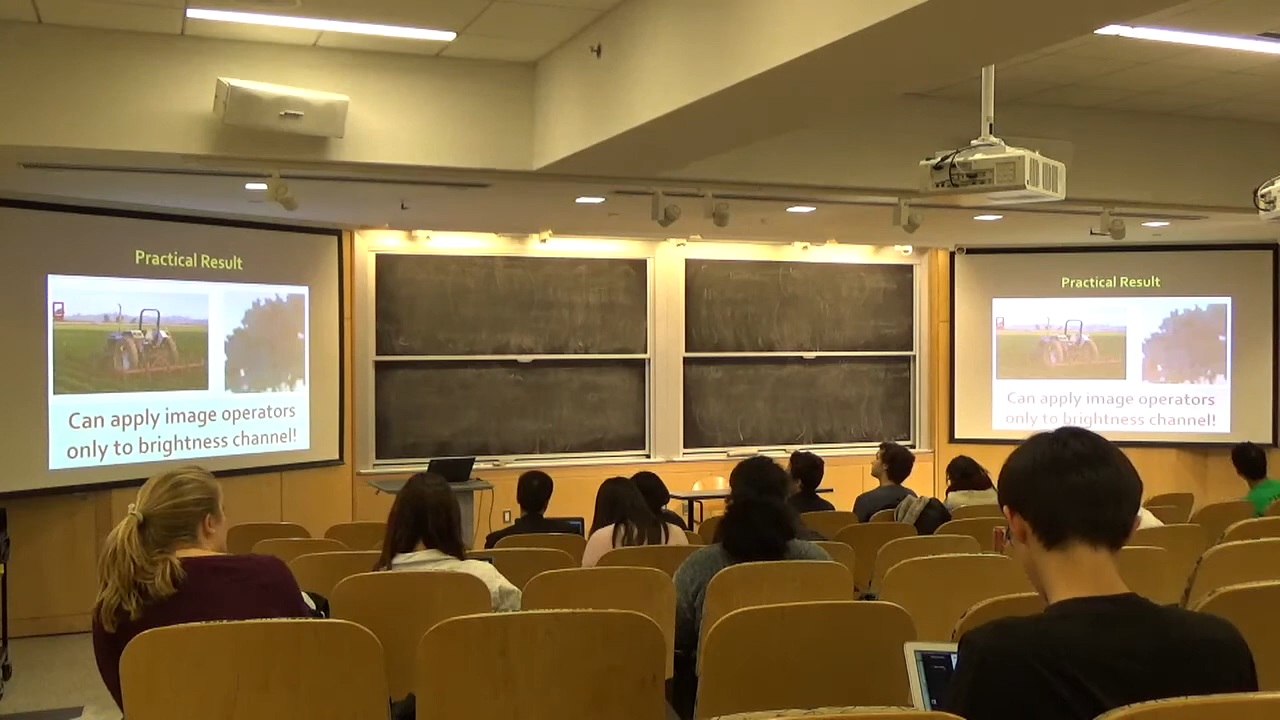 Practical Result
Can apply image operators
only to brightness channel!
Practical Result
Can apply image operators
only to brightness channel!